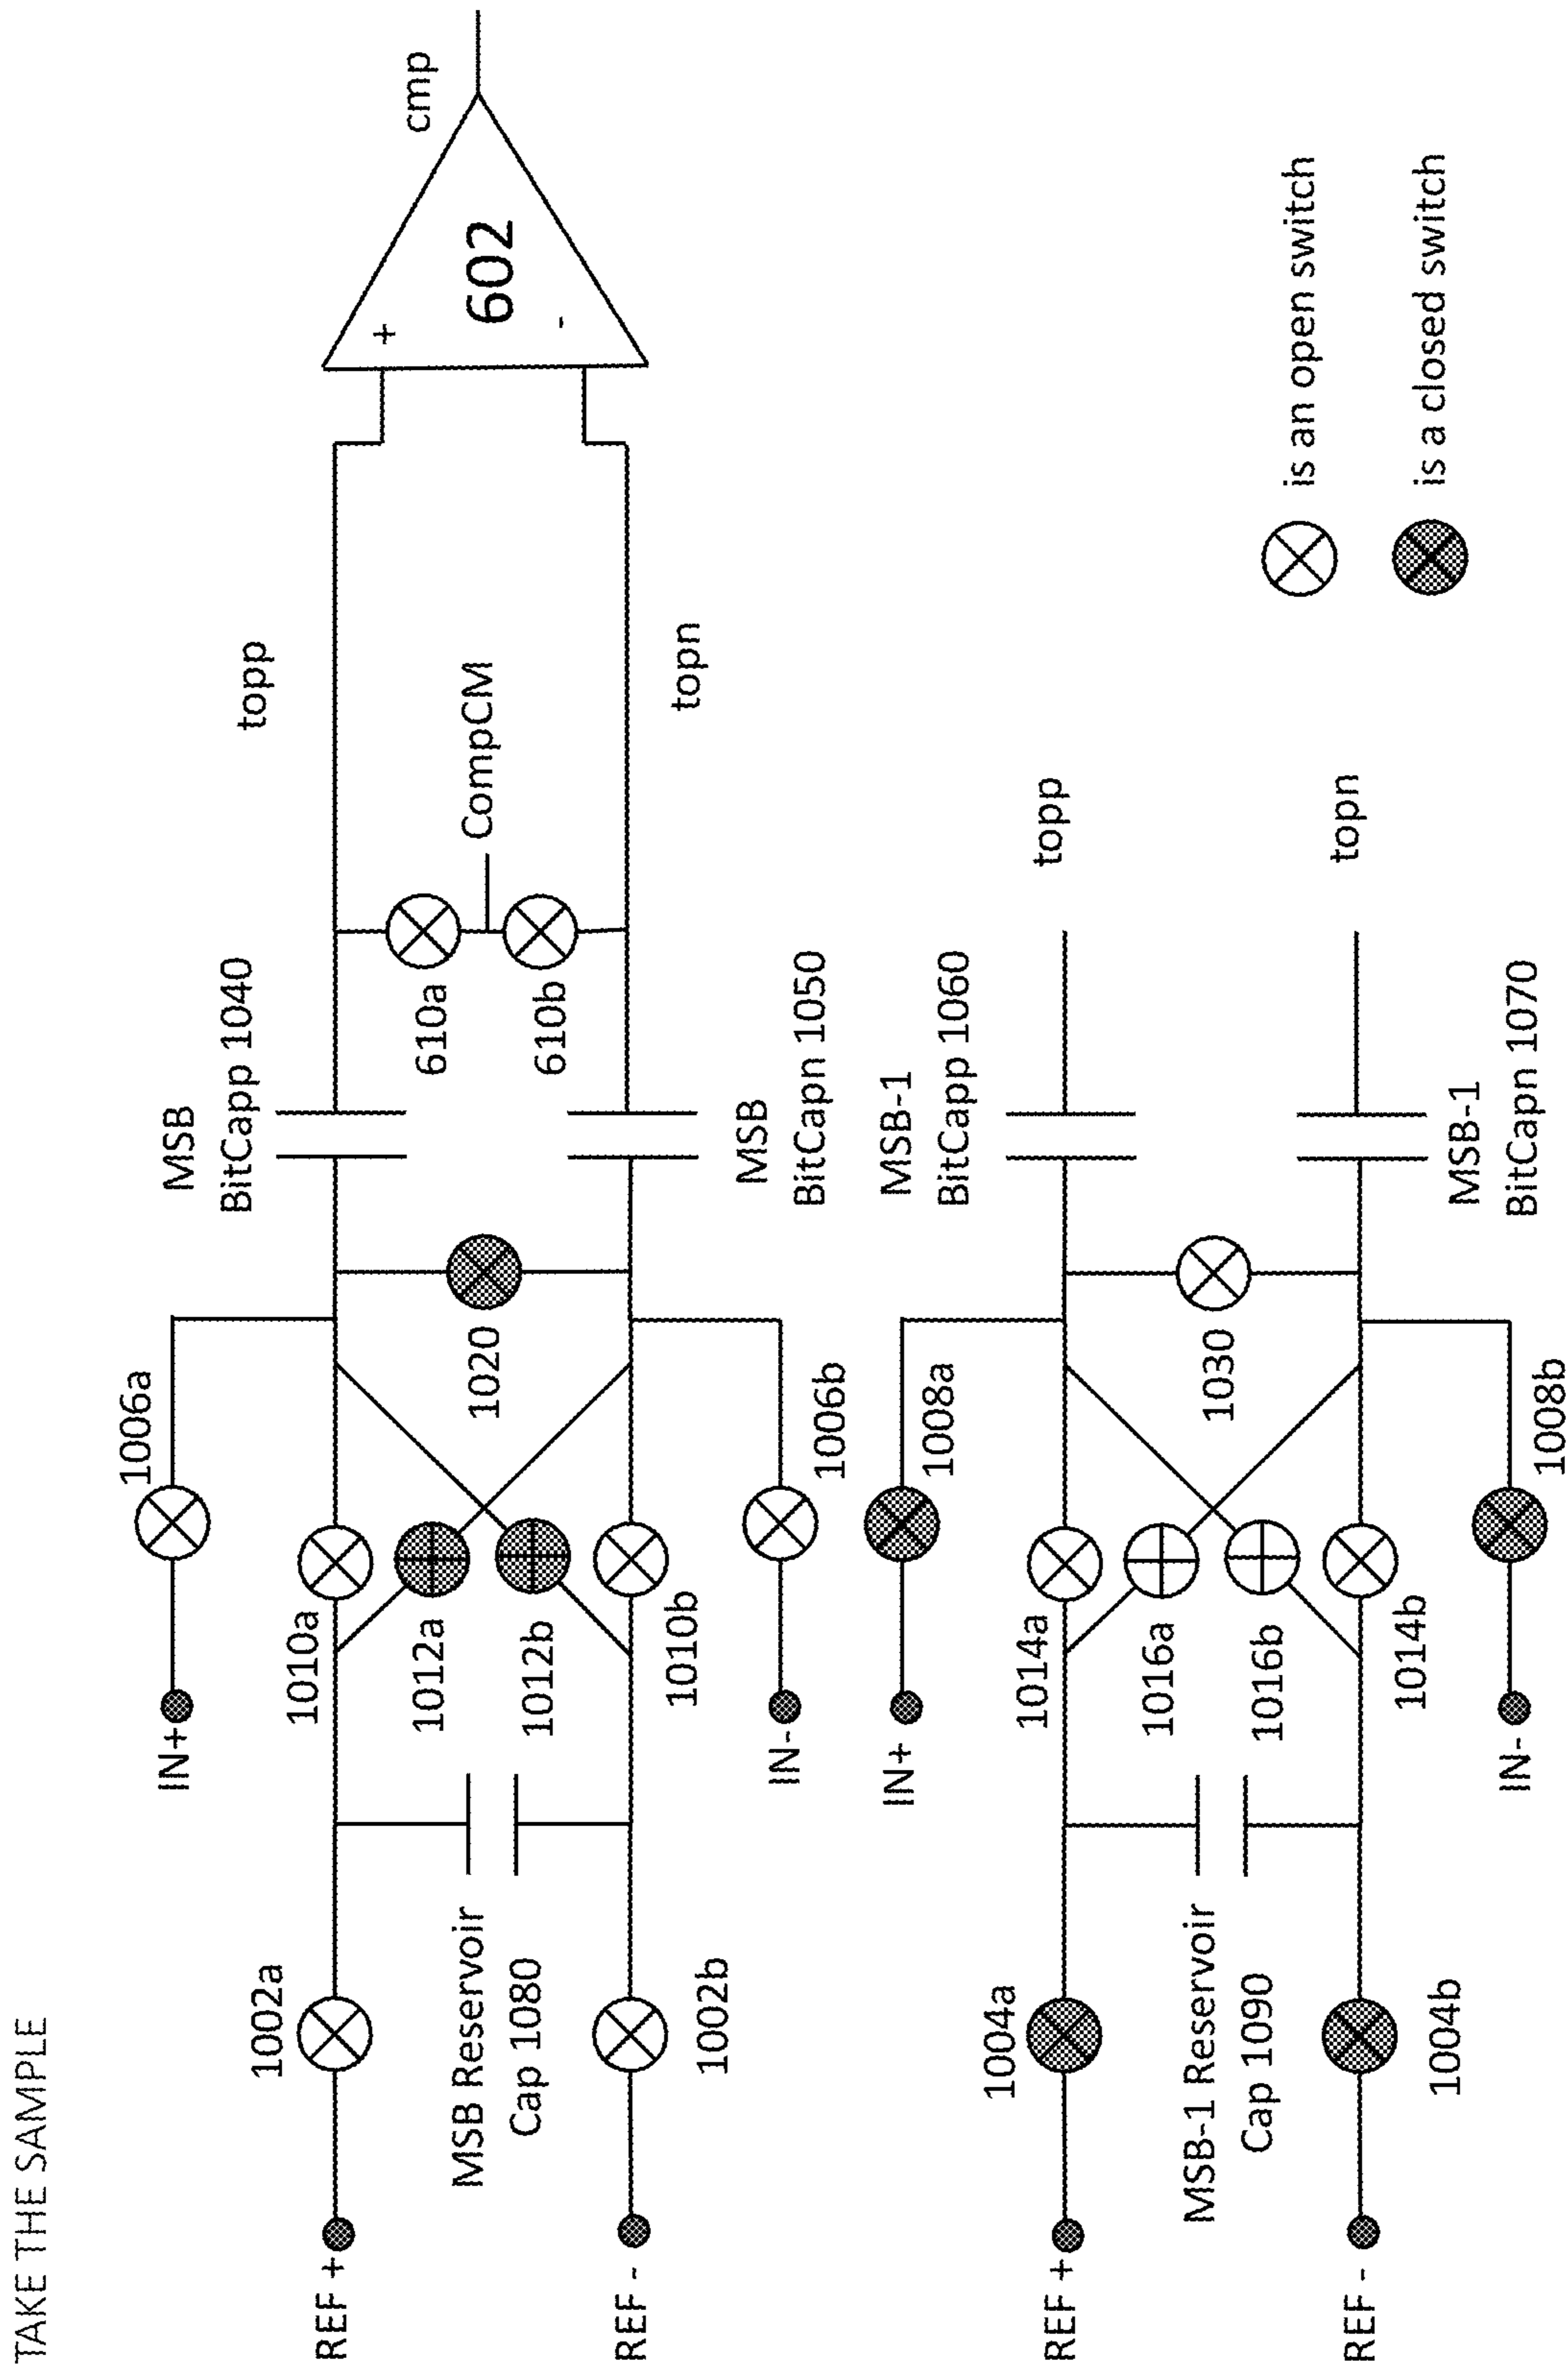 TAKE THE SAMPLE
IN+
1006a
MSB
BitCapp 1040
topp
cmp
REF +
1002a
1010a
MSB Reservoir
Cap 1080
1012a
1012b
1020
610a
610b
CompCM
+
602
-
REF -
1002b
1010b
IN-
1006b
MSB
BitCapn 1050
topn
IN+
1008a
MSB-1
BitCapp 1060
topp
REF +
1004a
1014a
MSB-1 Reservoir
Cap 1090
1016a
1016b
1030
REF -
1004b
1014b
IN-
1008b
MSB-1
BitCapn 1070
topn
is an open switch
is a closed switch